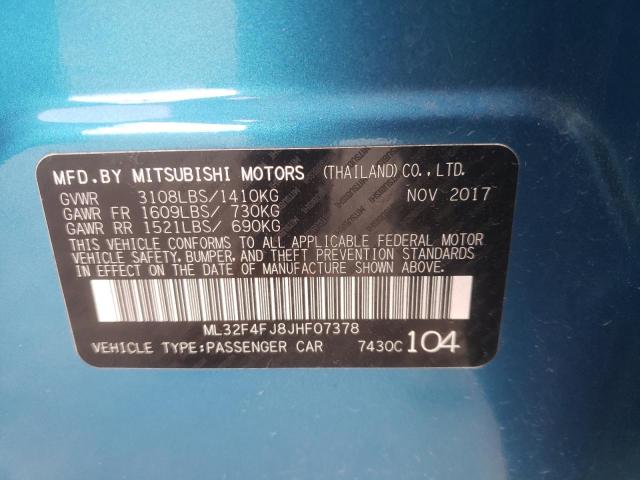 MFD.BY MITSUBISHI MOTORS (THAILAND)CO.,LTD.
GVWR 3108LBS/1410KG NOV 2017
GAWR FR 1609LBS/ 730KG
GAWR RR 1521LBS/ 690KG
THIS VEHICLE CONFORMS TO ALL APPLICABLE FEDERAL MOTOR
VEHICLE SAFETY, BUMPER, AND THEFT PREVENTION STANDARDS
IN EFFECT ON THE DATE OF MANUFACTURE SHOWN ABOVE.
ML32F4FJ8JHF07378
VEHICLE TYPE:PASSENGER CAR 7430C 104